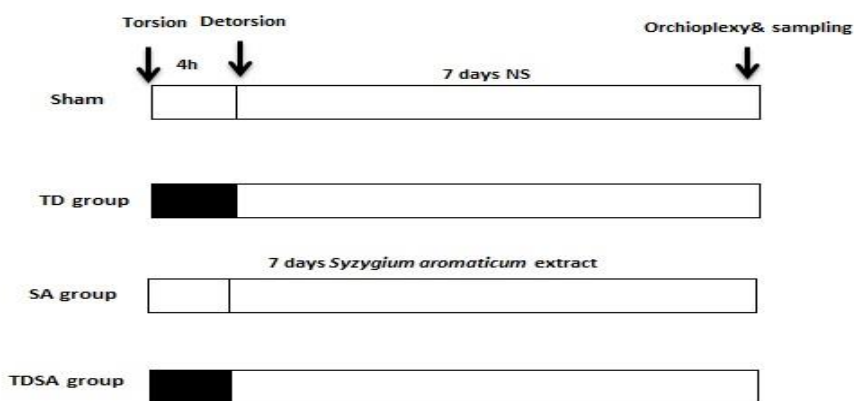 Torsion Detorsion
Orchioplexy& sampling
4h
7 days NS
Sham
TD group
7 days Syzygium aromaticum extract
SA group
TDSA group